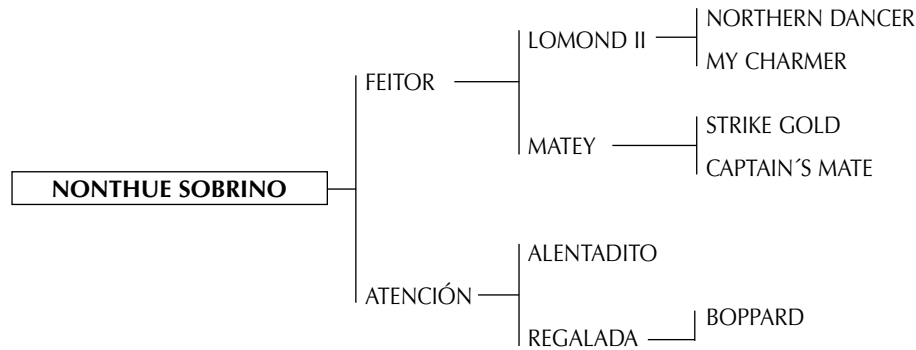 NORTHERN DANCER
LOMOND II
MY CHARMER
FEITOR
STRIKE GOLD
MATEY
CAPTAIN´S MATE
NONTHUE SOBRINO
ALENTADITO
ATENCIÓN
BOPPARD
REGALADA